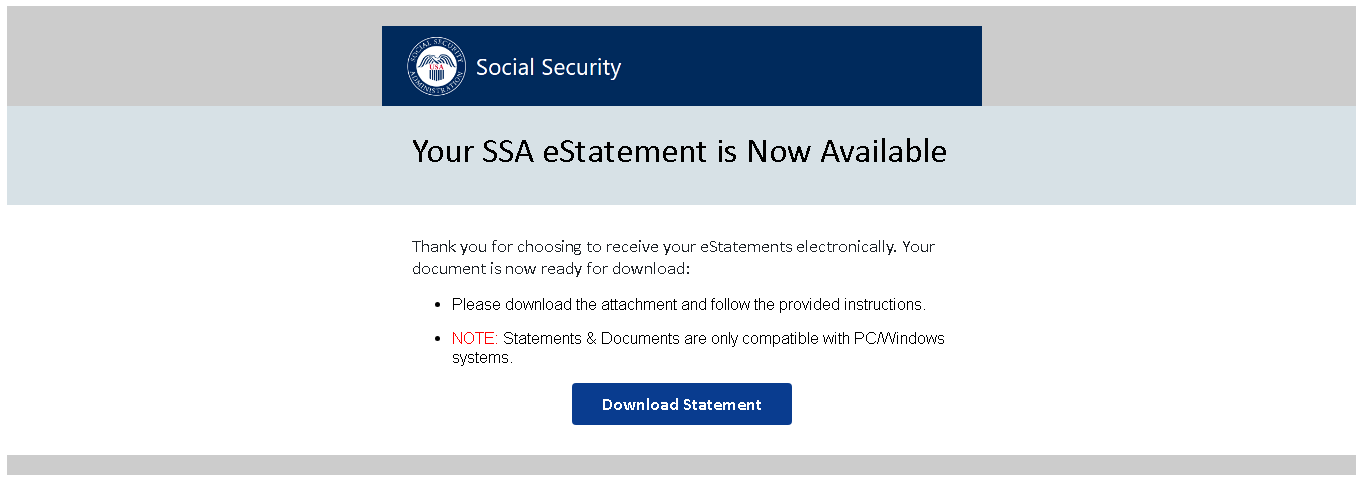 SOCIAL SECURITY
USA
ADMINISTRATION
Social Security
Your SSA eStatement is Now Available
Thank you for choosing to receive your eStatements electronically. Your
document is now ready for download:
• Please download the attachment and follow the provided instructions.
• NOTE: Statements & Documents are only compatible with PC/Windows
systems.
Download Statement